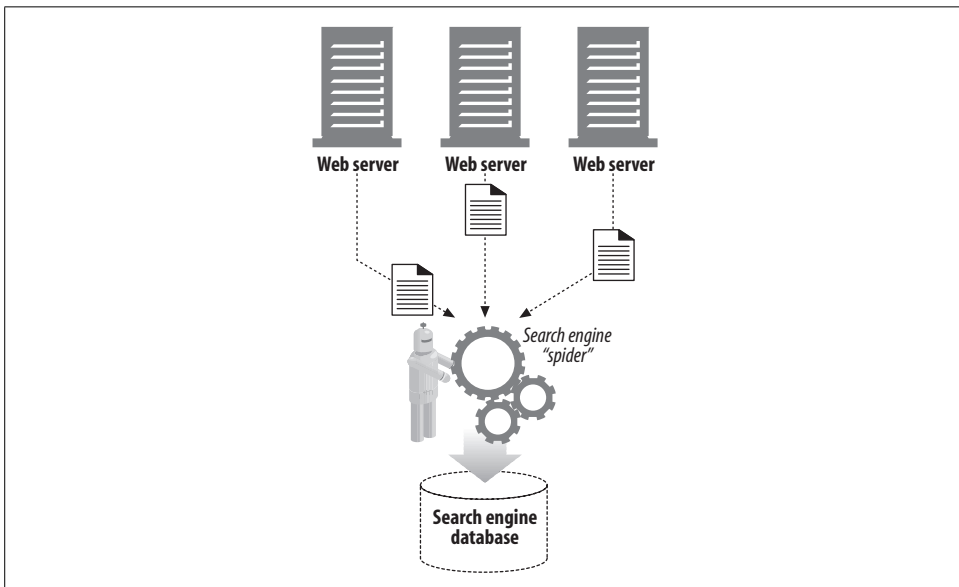 Web server
Web server
Web server
Search engine
“spider”
Search engine
database